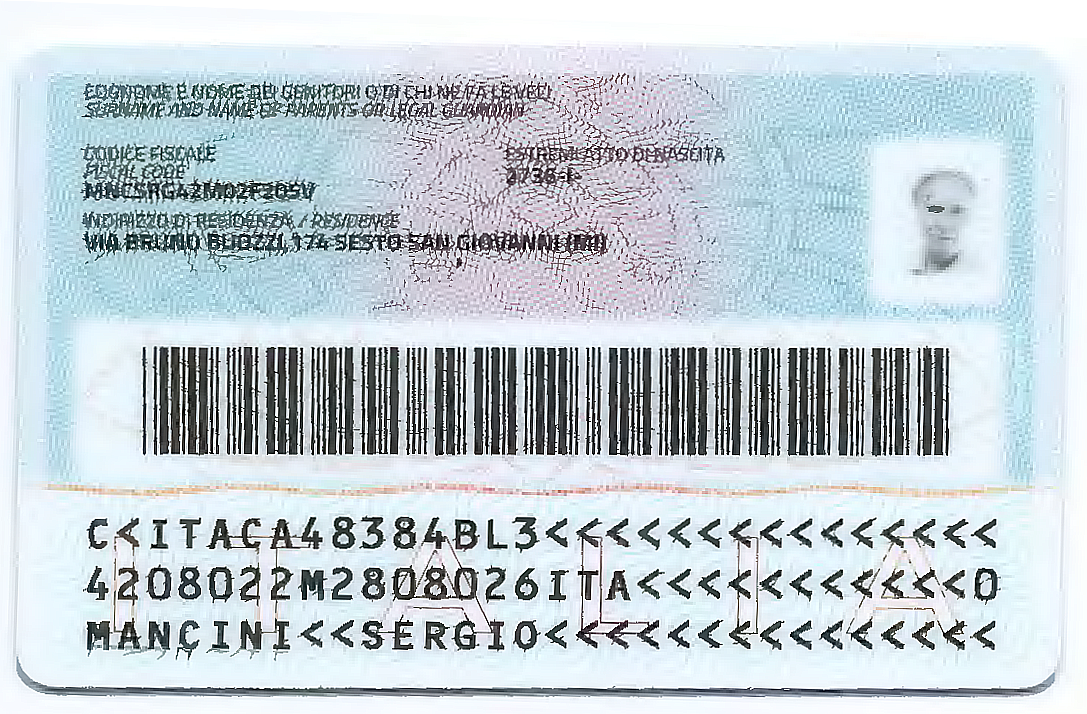 COGNOME E NOME DEI GENITORI O DI CHI NE FA LE VECI
SURNAME AND NAME OF PARENTS OR LEGAL GUARDIAN
CODICE FISCALE
FISCAL CODE
MNCSRG42M02F205V
ESTREMI ATTO DI NASCITA
INDIRIZZO DI RESIDENZA / RESIDENCE
VIA BRUNO BUOZZI, 174 SESTO SAN GIOVANNI (MI)
C<ITACA48384BL3<<<<<<<<<<<<<<<
4208022M2808026ITA<<<<<<<<<<<0
MANCINI<<SERGIO<<<<<<<<<<<<<<<
ITALIA